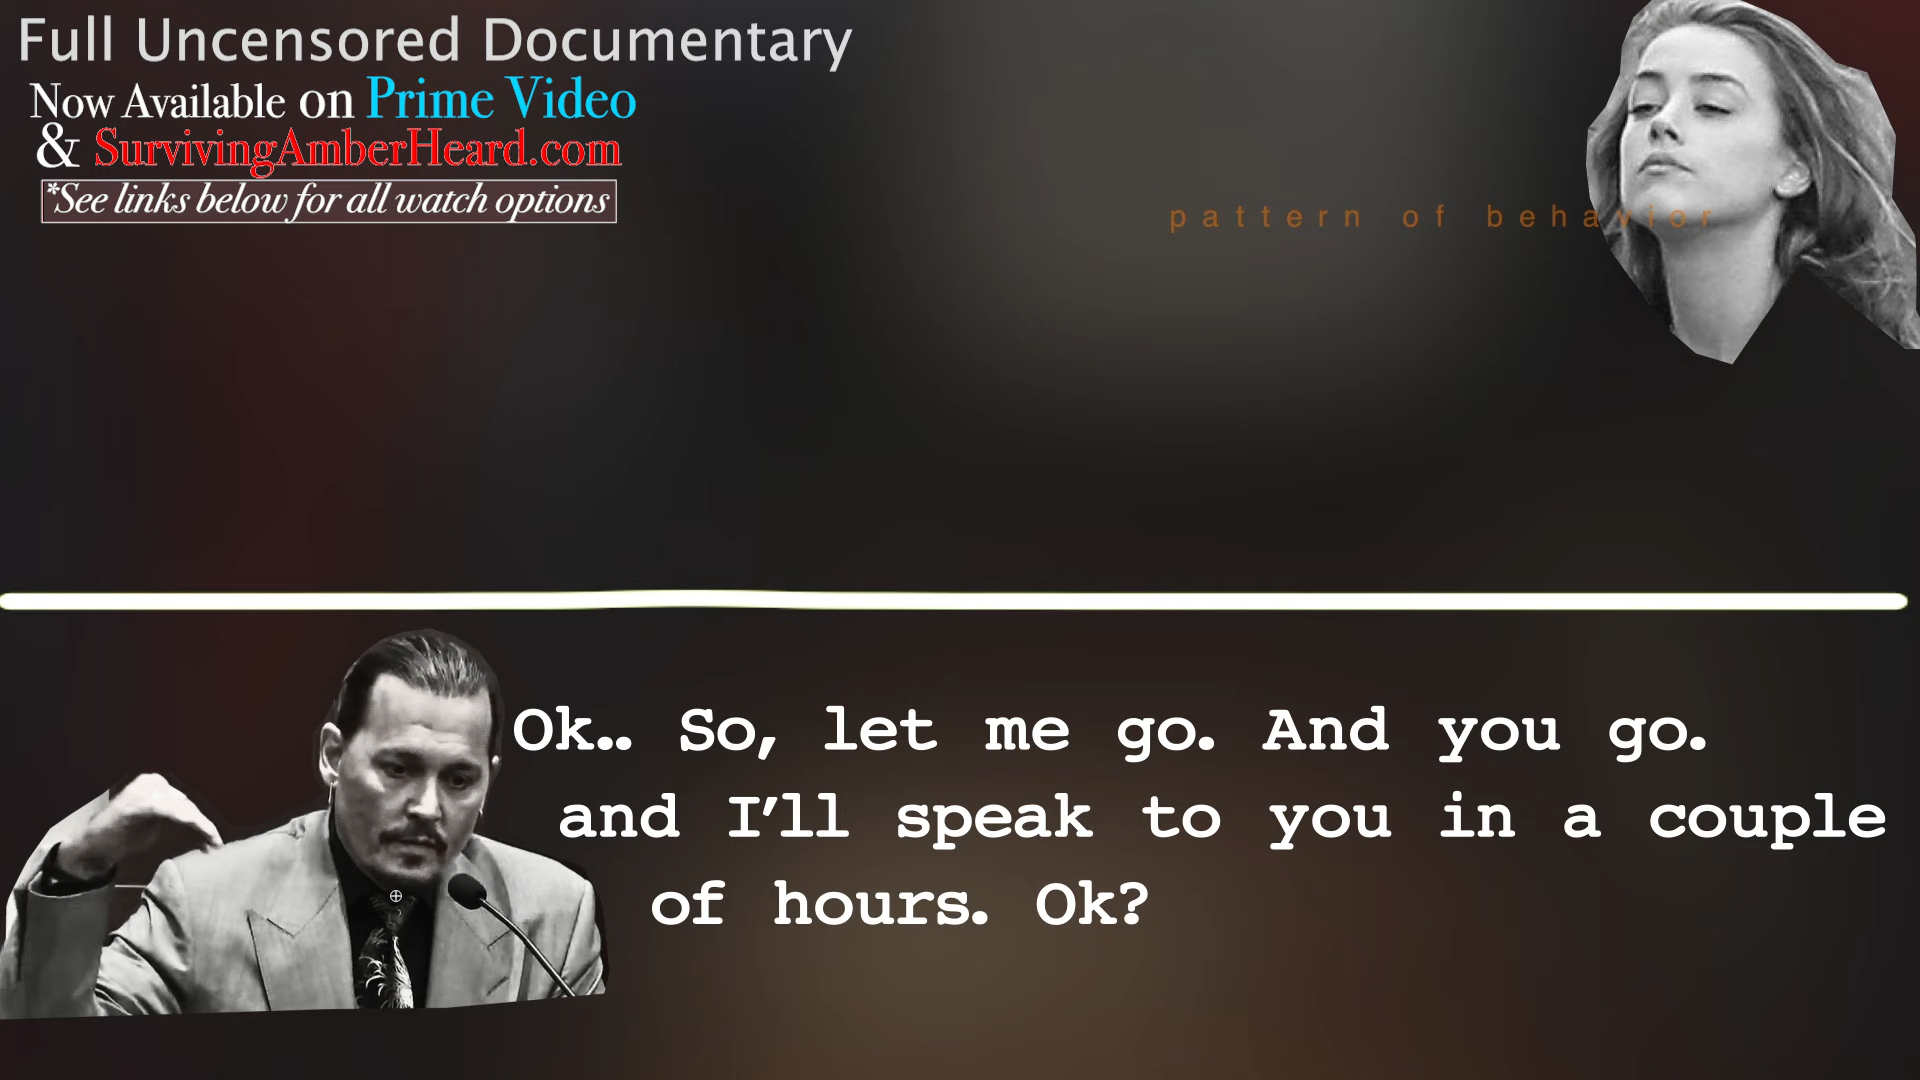 Full Uncensored Documentary
Now Available on Prime Video
& SurvivingAmberHeard.com
*See links below for all watch options
pattern of behavior
Ok.. So, let me go. And you go.
and I'll speak to you in a couple
of hours. Ok?